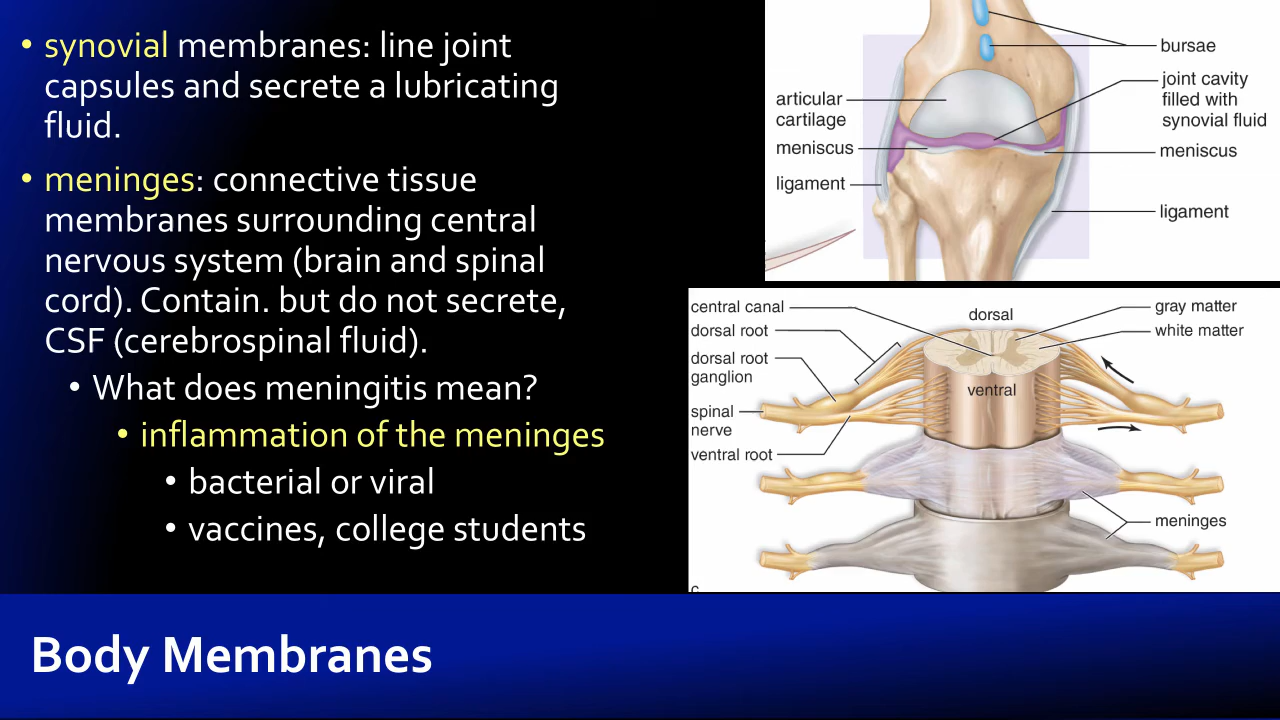 • synovial membranes: line joint
capsules and secrete a lubricating
fluid.
• meninges: connective tissue
membranes surrounding central
nervous system (brain and spinal
cord). Contain. but do not secrete,
CSF (cerebrospinal fluid).
• What does meningitis mean?
• inflammation of the meninges
• bacterial or viral
• vaccines, college students
articular
cartilage
meniscus
ligament
bursae
joint cavity
filled with
synovial fluid
meniscus
ligament
central canal
dorsal root
dorsal root
ganglion
spinal
nerve
ventral root
dorsal
ventral
gray matter
white matter
meninges
c
Body Membranes